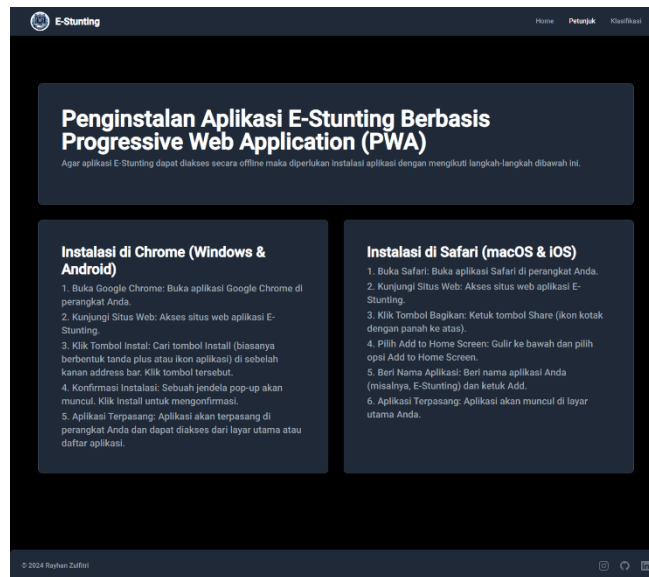 E-Stunting
Home Petunjuk Klasifikasi
Penginstalan Aplikasi E-Stunting Berbasis
Progressive Web Application (PWA)
Agar aplikasi E-Stunting dapat diakses secara offline maka diperlukan instalasi aplikasi dengan mengikuti langkah-langkah dibawah ini.
Instalasi di Chrome (Windows &
Android)
1. Buka Google Chrome: Buka aplikasi Google Chrome di
perangkat Anda.
2. Kunjungi Situs Web: Akses situs web aplikasi E-
Stunting.
3. Klik Tombol Instal: Cari tombol Install (biasanya
berbentuk tanda plus atau ikon aplikasi) di sebelah
kanan address bar. Klik tombol tersebut.
4. Konfirmasi Instalasi: Sebuah jendela pop-up akan
muncul. Klik Install untuk mengonfirmasi.
5. Aplikasi Terpasang: Aplikasi akan terpasang di
perangkat Anda dan dapat diakses dari layar utama atau
daftar aplikasi.
Instalasi di Safari (macOS & iOS)
1. Buka Safari: Buka aplikasi Safari di perangkat Anda.
2. Kunjungi Situs Web: Akses situs web aplikasi E-
Stunting.
3. Klik Tombol Bagikan: Ketuk tombol Share (ikon kotak
dengan panah ke atas).
4. Pilih Add to Home Screen: Gulir ke bawah dan pilih
opsi Add to Home Screen.
5. Beri Nama Aplikasi: Beri nama aplikasi Anda
(misalnya, E-Stunting) dan ketuk Add.
6. Aplikasi Terpasang: Aplikasi akan muncul di layar
utama Anda.
© 2024 Rayhan Zulfitri